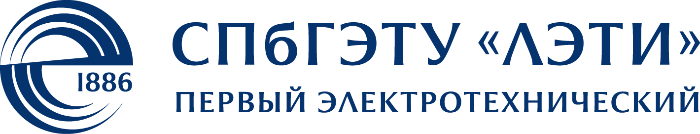 1886
СПбГЭТУ «ЛЭТИ»
ПЕРВЫЙ ЭЛЕКТРОТЕХНИЧЕСКИЙ